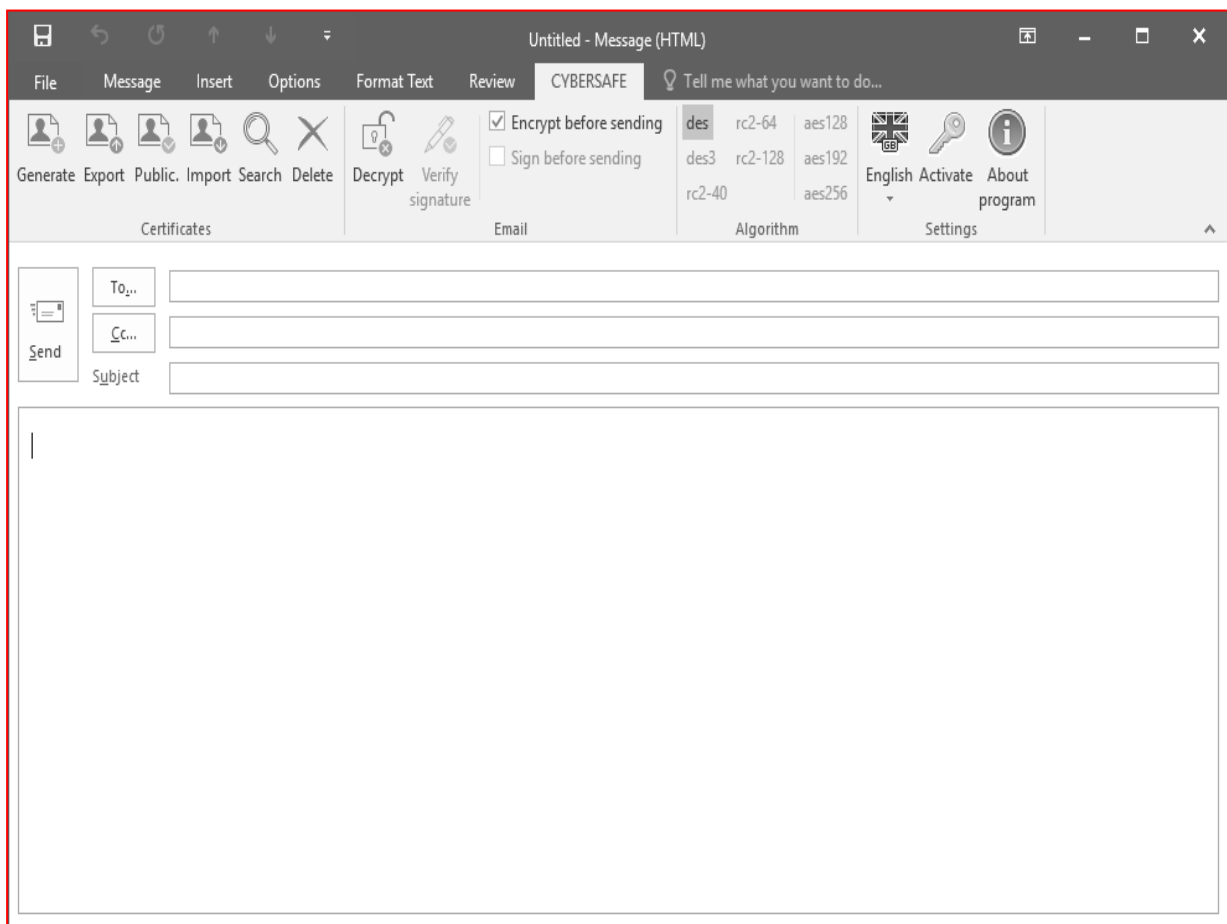 Untitled - Message (HTML)
File Message Insert Options Format Text Review CYBERSAFE Tell me what you want to do...
Generate Export Public. Import Search Delete
Certificates
Decrypt Verify signature
Encrypt before sending
Sign before sending
Email
des rc2-64 aes128
des3 rc2-128 aes192
rc2-40 aes256
Algorithm
GB
English Activate About program
Settings
Send
To...
Cc...
Subject